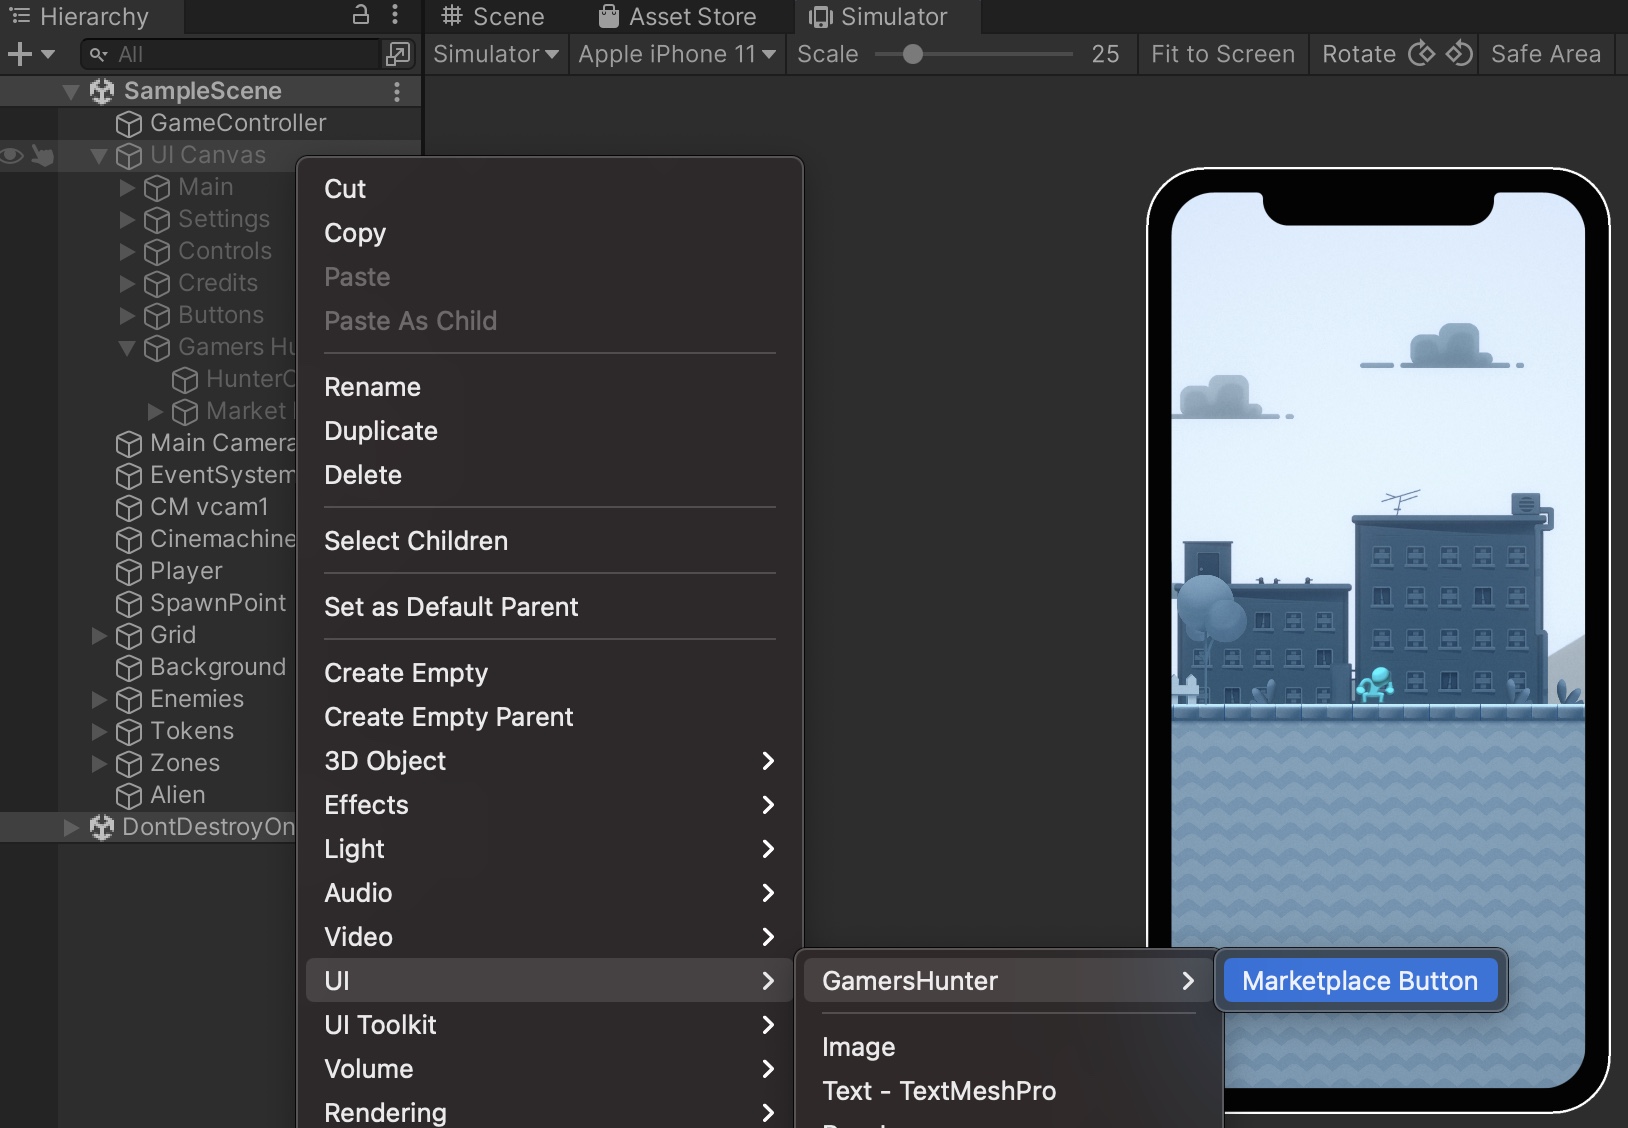 Hierarchy
Scene
Asset Store
Simulator
All
Simulator
Apple iPhone 11
Scale
25
Fit to Screen
Rotate
Safe Area
SampleScene
GameController
UI Canvas
Main
Settings
Controls
Credits
Buttons
Gamers Hu
HunterC
Market
Main Camera
EventSystem
CM vcam1
Cinemachine
Player
SpawnPoint
Grid
Background
Enemies
Tokens
Zones
Alien
DontDestroyOn
Cut
Copy
Paste
Paste As Child
Rename
Duplicate
Delete
Select Children
Set as Default Parent
Create Empty
Create Empty Parent
3D Object
Effects
Light
Audio
Video
UI
UI Toolkit
Volume
Rendering
GamersHunter
Image
Text - TextMeshPro
Marketplace Button